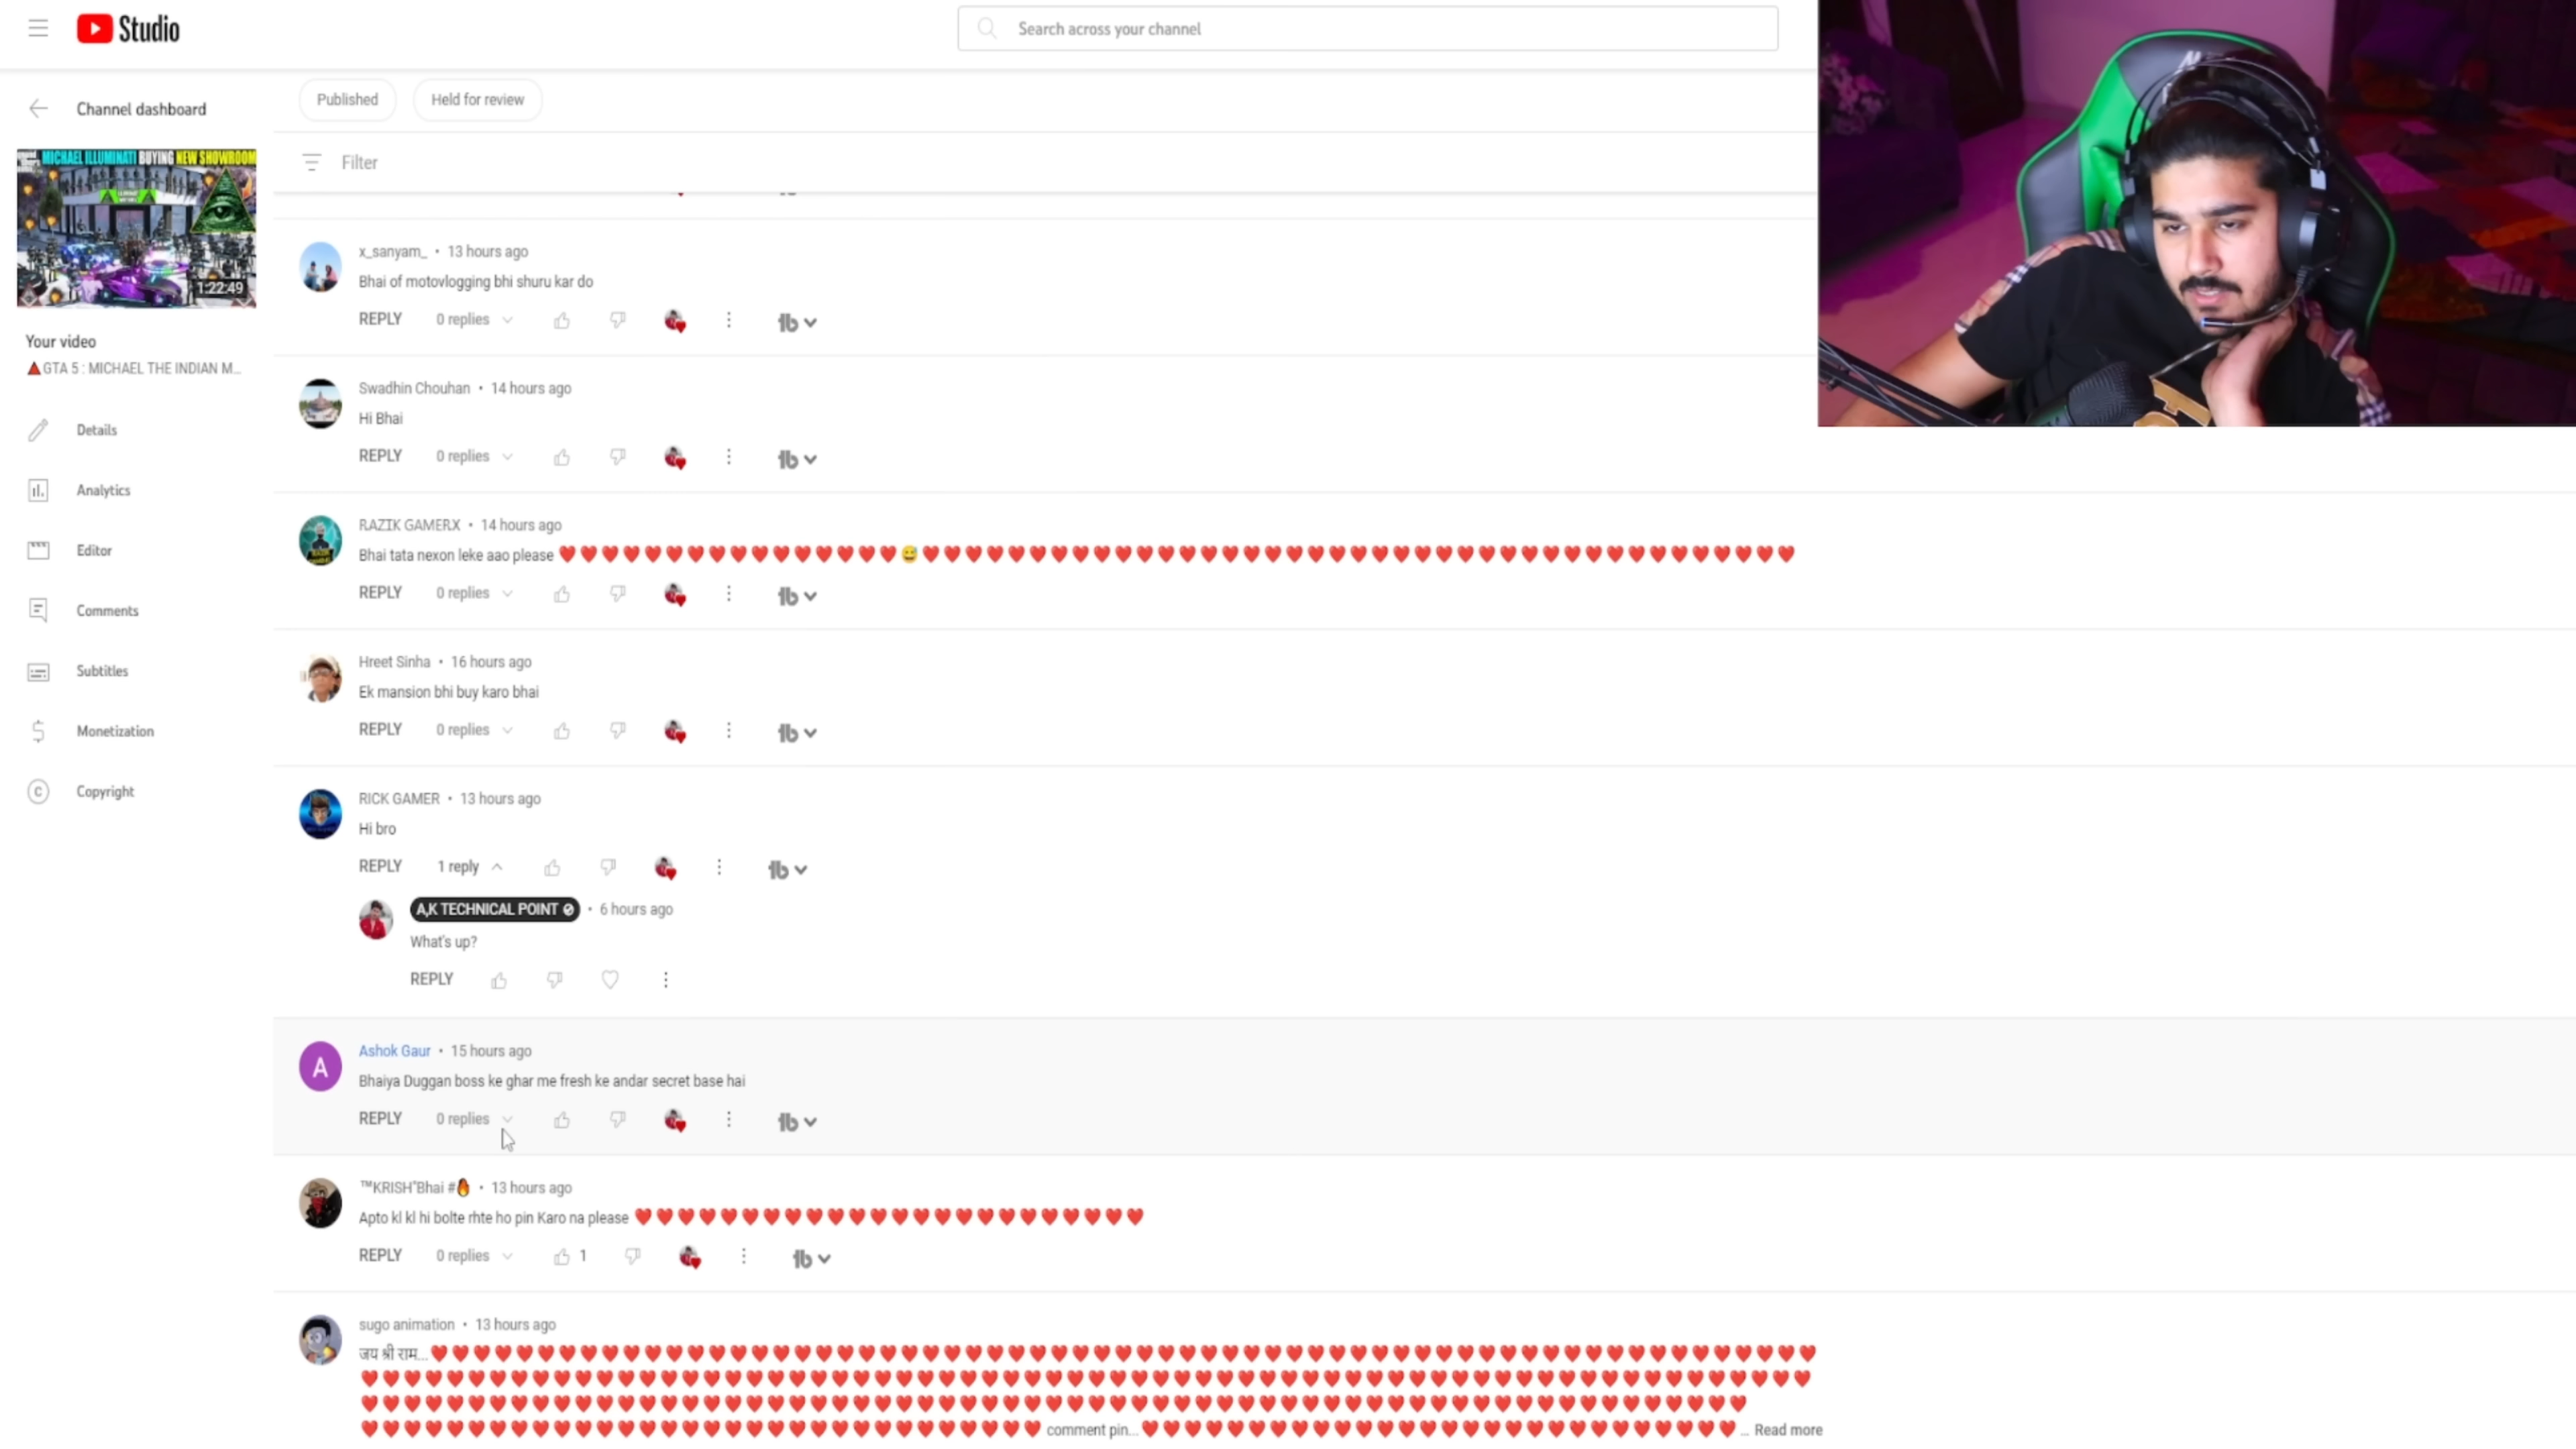 Studio
Search across your channel
Channel dashboard
Published
Held for review
Filter
MICHAEL ILLUMINATI BUYING NEW SHOWROOM
1:22:49
Your video
🔺GTA 5 : MICHAEL THE INDIAN M...
Details
Analytics
Editor
Comments
Subtitles
Monetization
Copyright
x_sanyam_ • 13 hours ago
Bhai of motovlogging bhi shuru kar do
REPLY 0 replies
Swadhin Chouhan • 14 hours ago
Hi Bhai
REPLY 0 replies
RAZIK GAMER.X • 14 hours ago
Bhai tata nexon leke aao please ❤️❤️❤️❤️❤️❤️❤️❤️❤️❤️❤️❤️❤️❤️❤️❤️😅❤️❤️❤️❤️❤️❤️❤️❤️❤️❤️❤️❤️❤️❤️❤️❤️❤️❤️❤️❤️❤️❤️❤️❤️❤️❤️❤️❤️❤️❤️❤️❤️❤️❤️❤️❤️❤️❤️❤️❤️❤️
REPLY 0 replies
Hreet Sinha • 16 hours ago
Ek mansion bhi buy karo bhai
REPLY 0 replies
RICK GAMER • 13 hours ago
Hi bro
REPLY 1 reply
A,K TECHNICAL POINT • 6 hours ago
What's up?
REPLY
A
Ashok Gaur • 15 hours ago
Bhaiya Duggan boss ke ghar me fresh ke andar secret base hai
REPLY 0 replies
™KRISH"Bhai #🔥 • 13 hours ago
Apto kl kl hi bolte rhte ho pin Karo na please ❤️❤️❤️❤️❤️❤️❤️❤️❤️❤️❤️❤️❤️❤️❤️❤️❤️❤️❤️❤️❤️❤️❤️❤️
REPLY 0 replies 1
sugo animation • 13 hours ago
जय श्री राम...
comment pin... ... Read more